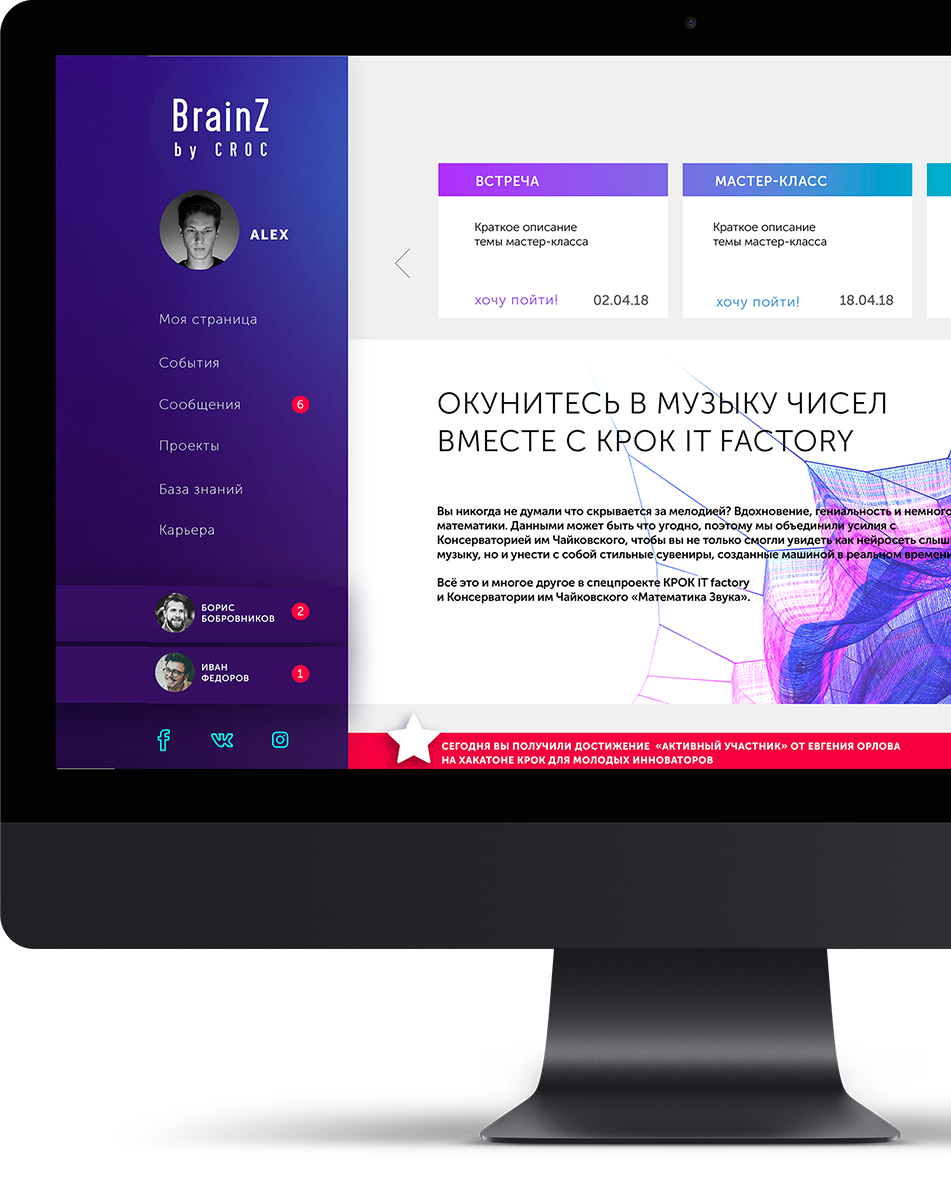 BrainZ
by CROC
ALEX
Моя страница
События
Сообщения 6
Проекты
База знаний
Карьера
БОРИС
БОБРОВНИКОВ
2
ИВАН
ФЕДОРОВ
1
ВСТРЕЧА
Краткое описание
темы мастер-класса
хочу пойти! 02.04.18
МАСТЕР-КЛАСС
Краткое описание
темы мастер-класса
хочу пойти! 18.04.18
ОКУНИТЕСЬ В МУЗЫКУ ЧИСЕЛ
ВМЕСТЕ С КРОК IT FACTORY
Вы никогда не думали что скрывается за мелодией? Вдохновение, гениальность и немного
математики. Данными может быть что угодно, поэтому мы объединили усилия с
Консерваторией им Чайковского, чтобы вы не только смогли увидеть как нейросеть слыш
музыку, но и унести с собой стильные сувениры, созданные машиной в реальном времени
Всё это и многое другое в спецпроекте КРОК IT factory
и Консерватории им Чайковского «Математика Звука».
СЕГОДНЯ ВЫ ПОЛУЧИЛИ ДОСТИЖЕНИЕ «АКТИВНЫЙ УЧАСТНИК» ОТ ЕВГЕНИЯ ОРЛОВА
НА ХАКАТОНЕ КРОК ДЛЯ МОЛОДЫХ ИННОВАТОРОВ